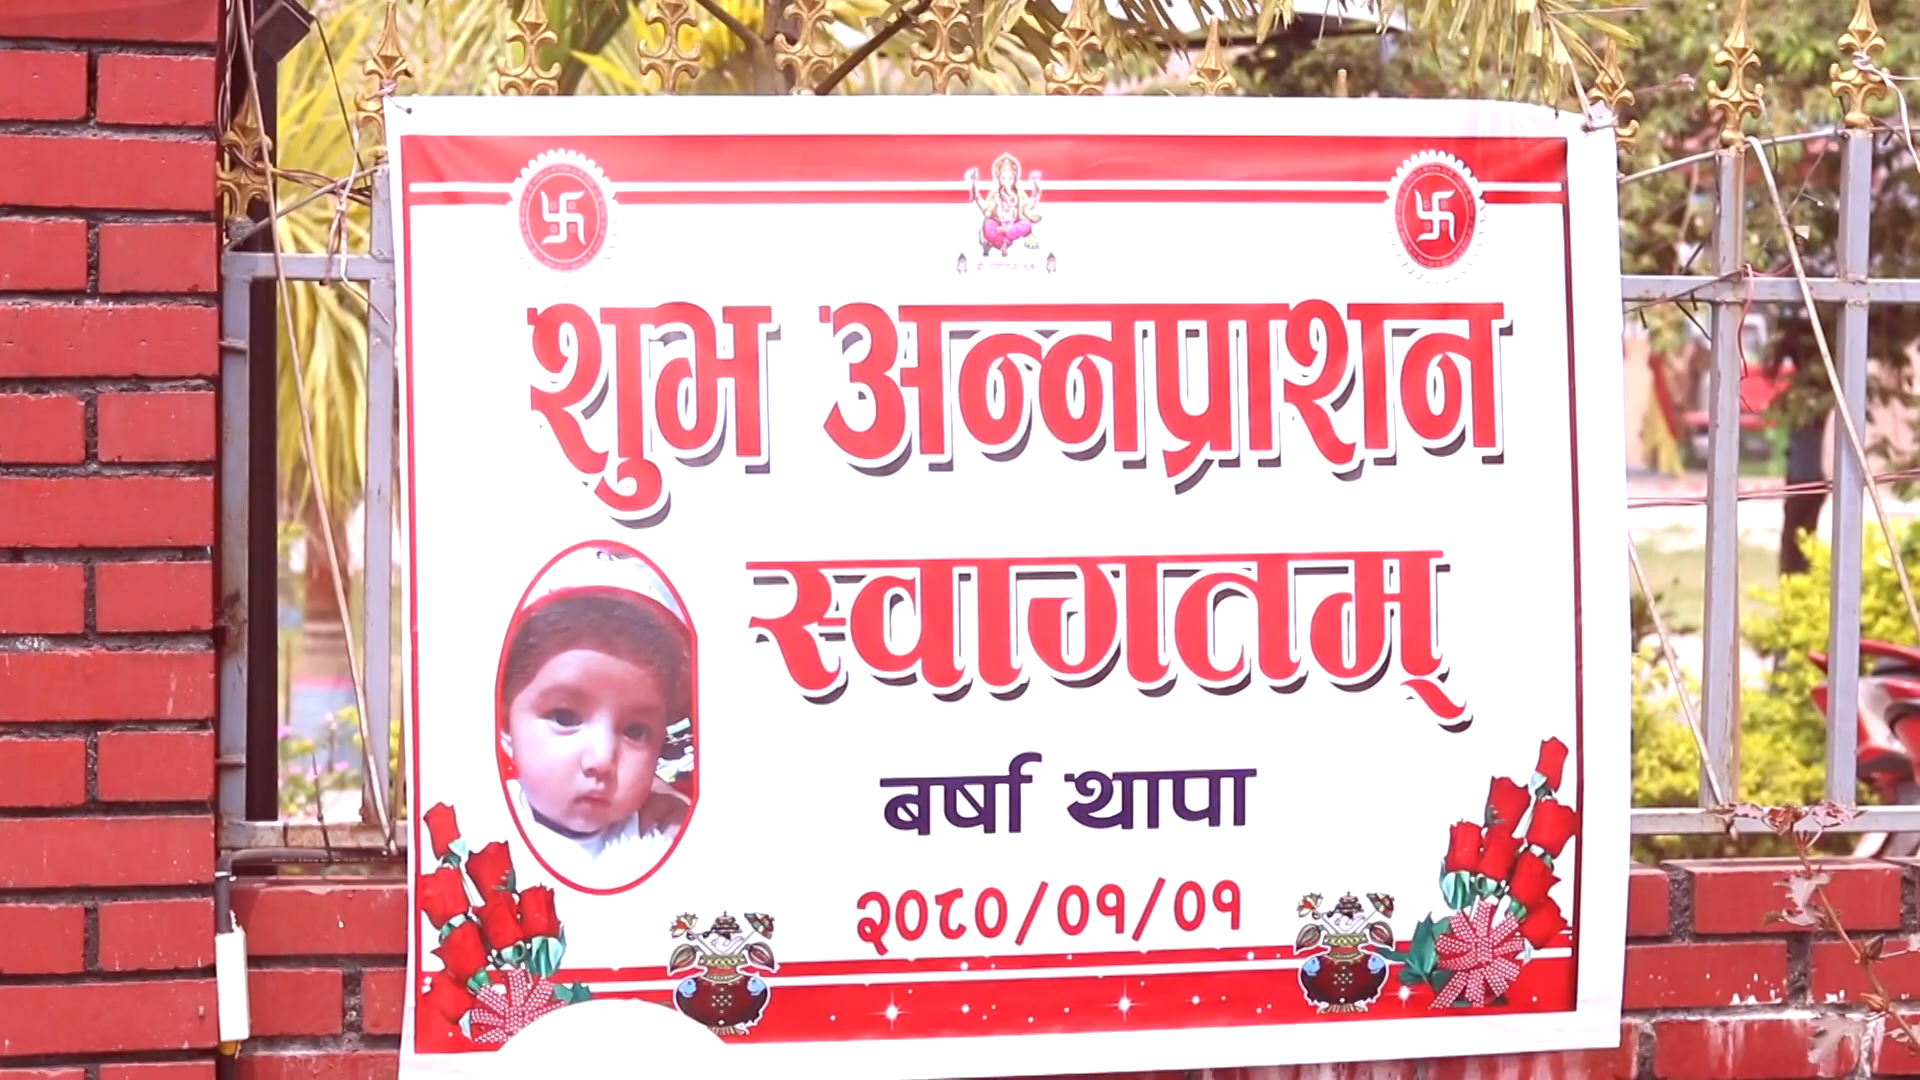 शुभ अन्नप्राशन
स्वागतम्
बर्षा थापा
२०८०/०१/०१